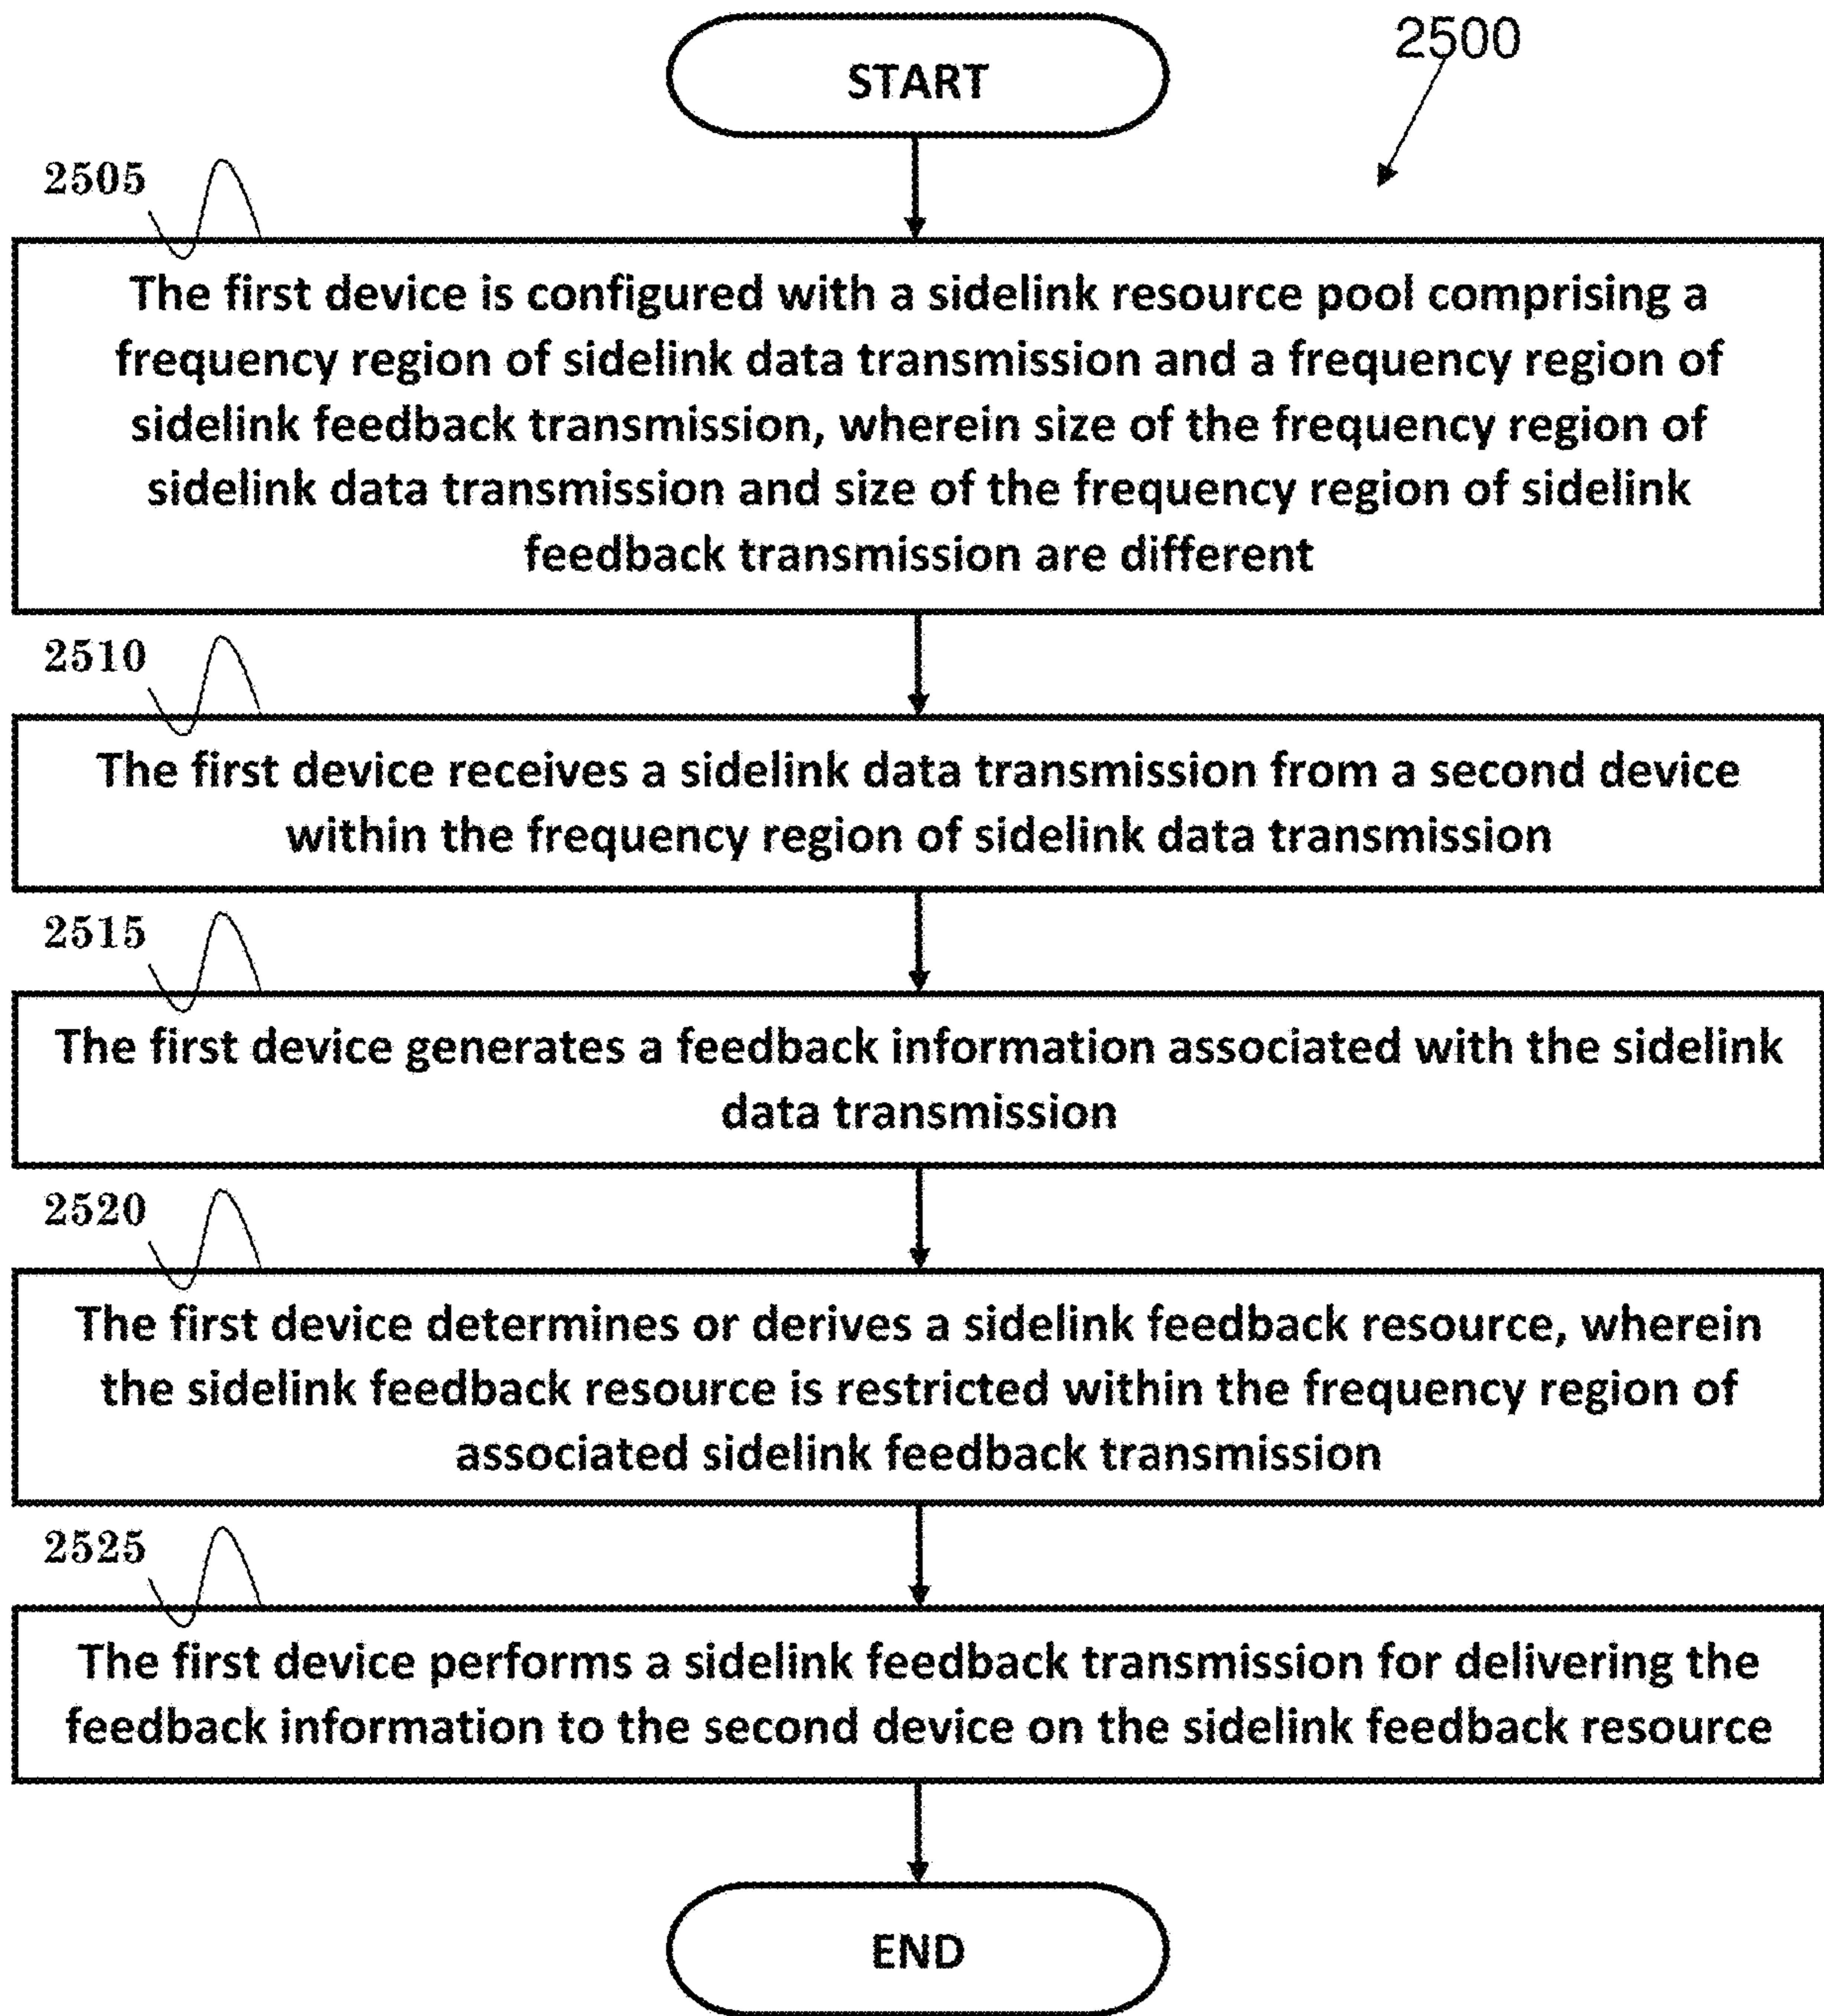 START
2500
2505
The first device is configured with a sidelink resource pool comprising a
frequency region of sidelink data transmission and a frequency region of
sidelink feedback transmission, wherein size of the frequency region of
sidelink data transmission and size of the frequency region of sidelink
feedback transmission are different
2510
The first device receives a sidelink data transmission from a second device
within the frequency region of sidelink data transmission
2515
The first device generates a feedback information associated with the sidelink
data transmission
2520
The first device determines or derives a sidelink feedback resource, wherein
the sidelink feedback resource is restricted within the frequency region of
associated sidelink feedback transmission
2525
The first device performs a sidelink feedback transmission for delivering the
feedback information to the second device on the sidelink feedback resource
END